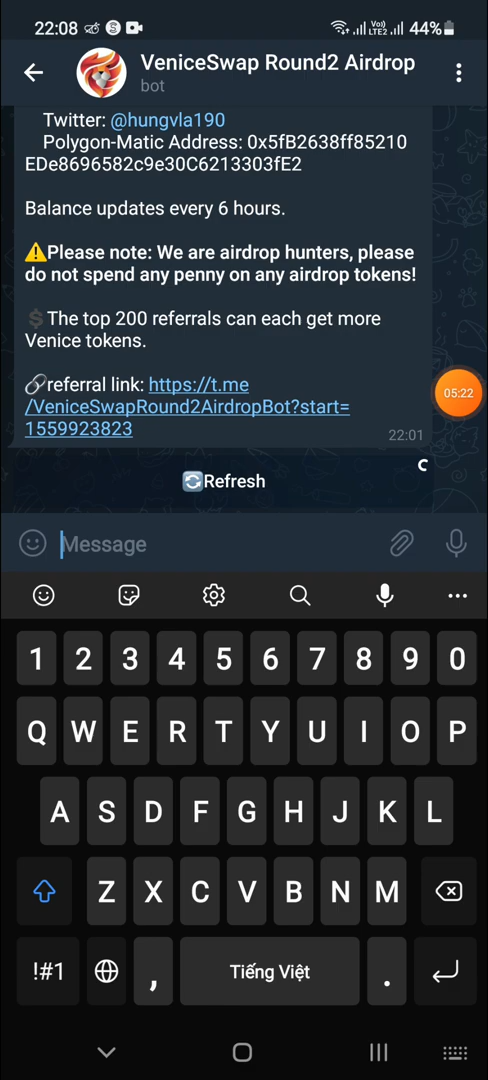 22:08
Vo))
LTE2
44%
VeniceSwap Round2 Airdrop
bot
Twitter: @hungvla190
Polygon-Matic Address: 0x5fB2638ff85210
EDe8696582c9e30C6213303fE2
Balance updates every 6 hours.
⚠️Please note: We are airdrop hunters, please
do not spend any penny on any airdrop tokens!
💲The top 200 referrals can each get more
Venice tokens.
🔗referral link: https://t.me
/VeniceSwapRound2AirdropBot?start=
1559923823
22:01
05:22
🔄Refresh
Message
1 2 3 4 5 6 7 8 9 0
Q W E R T Y U I O P
A S D F G H J K L
Z X C V B N M
!#1 , Tiếng Việt .